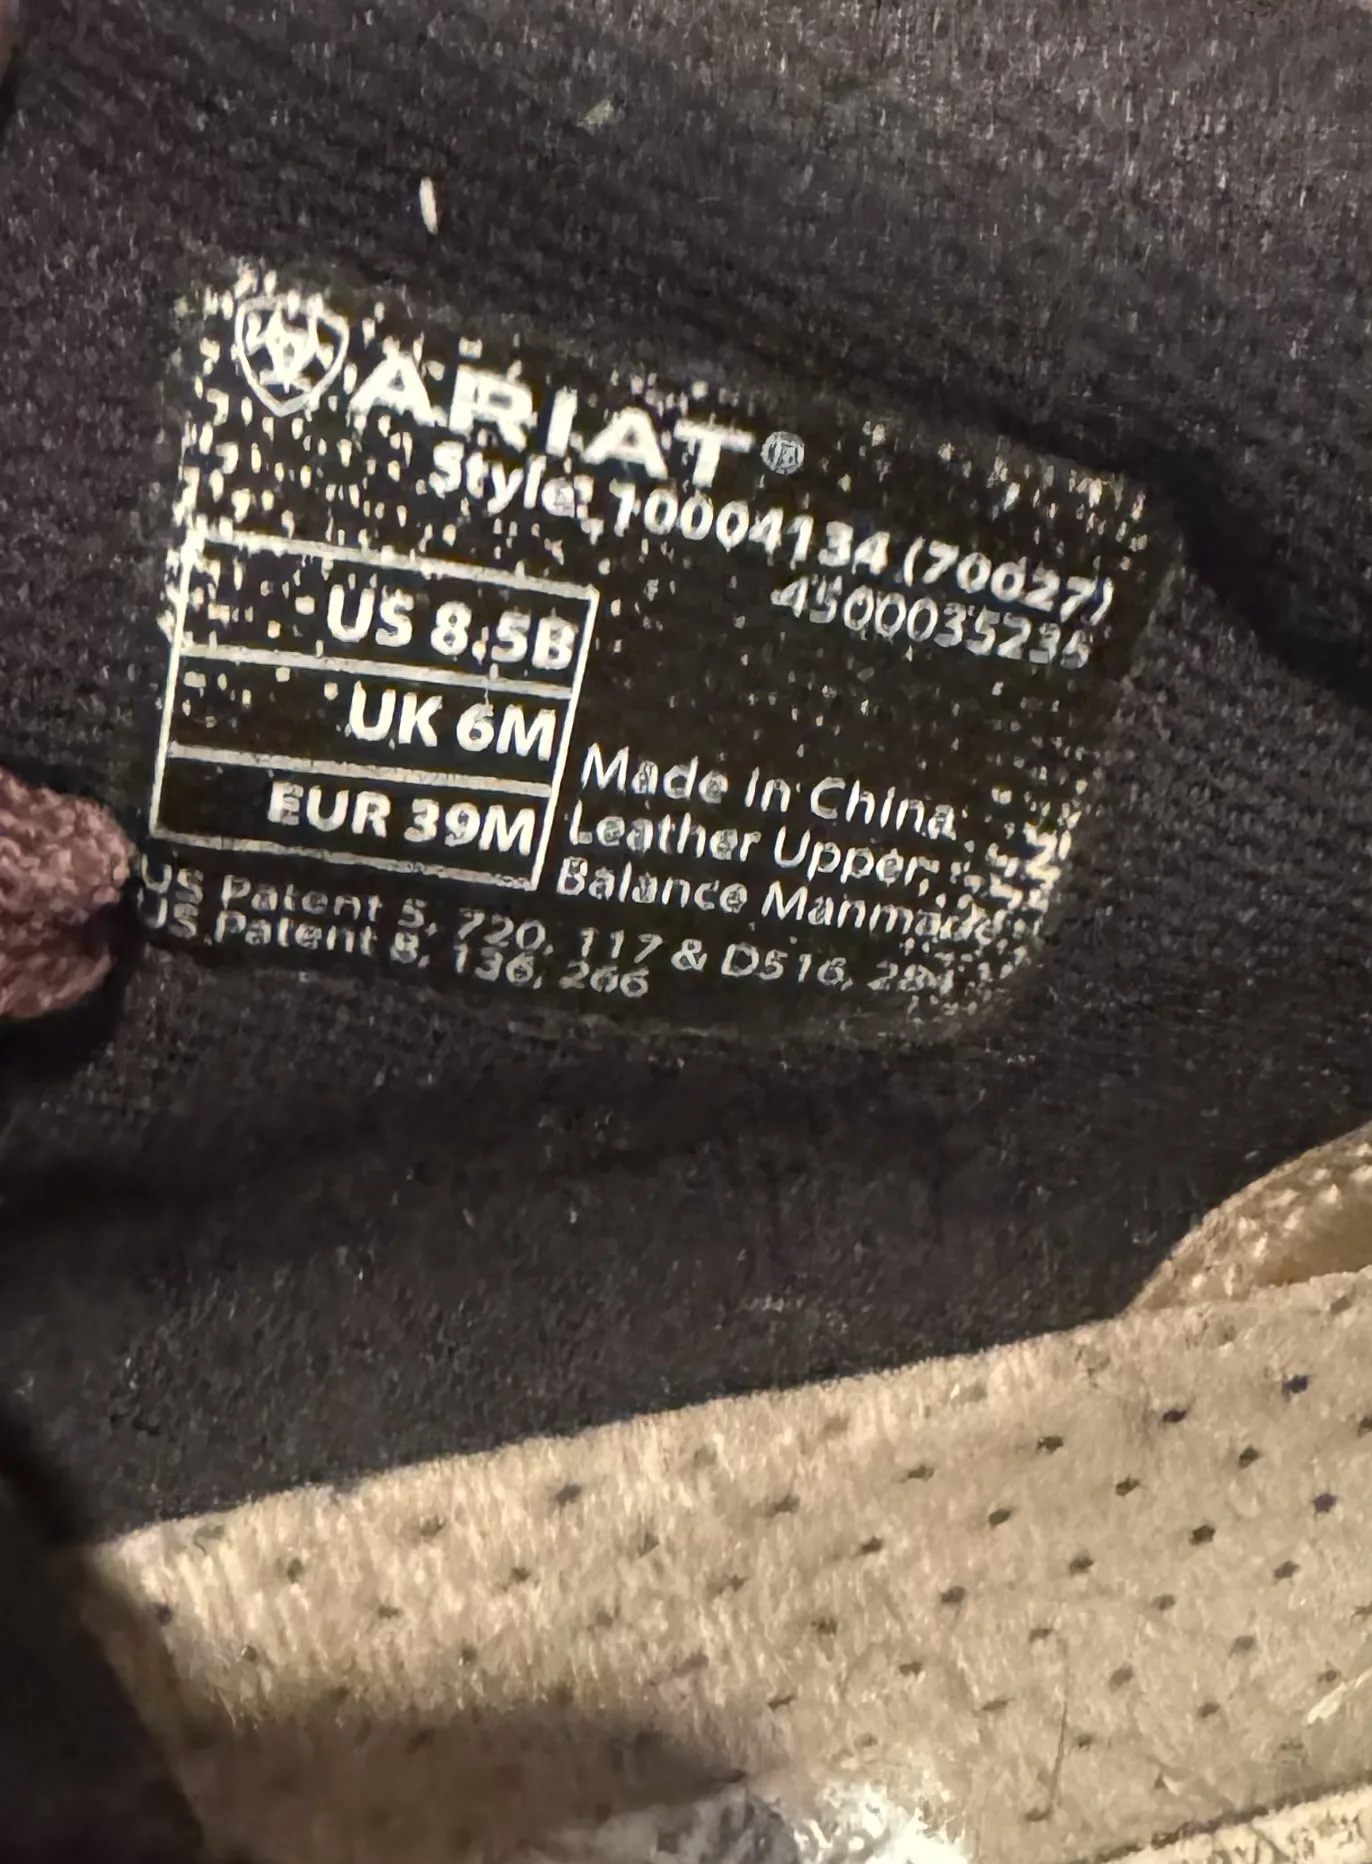 ARIAT®
Style: 10004134 (70027)
4500035235
US 8.5B
UK 6M
EUR 39M
Made in China
Leather Upper,
Balance Manmade
US Patent 5, 720, 117 & D516, 284
US Patent 8, 136, 266